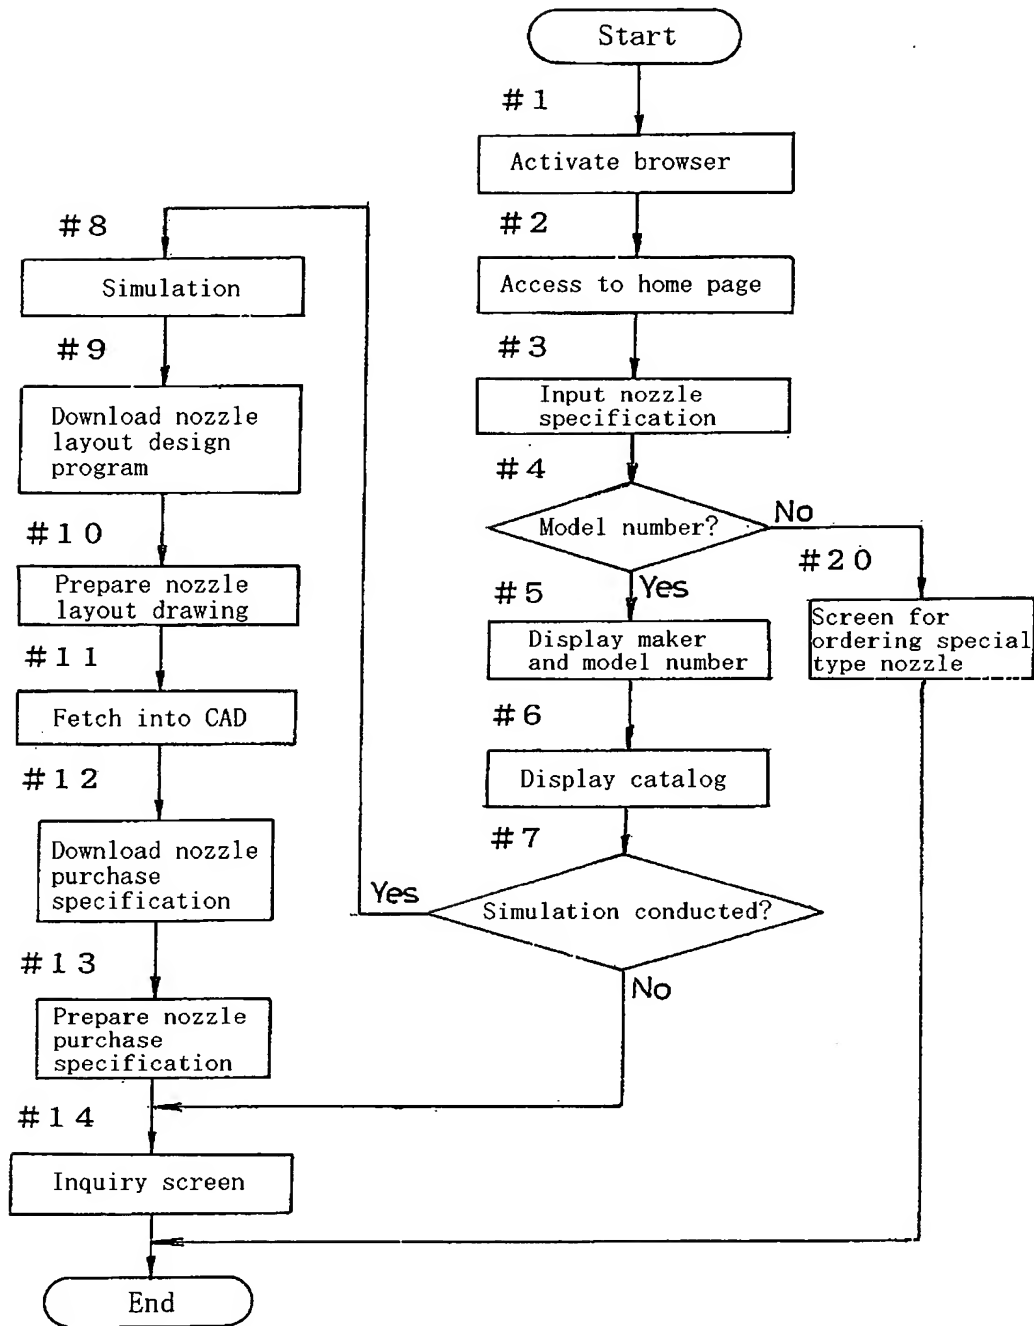 Start
#1
Activate browser
#2
Access to home page
#3
Input nozzle
specification
#4
Model number?
No
#20
Screen for
ordering special
type nozzle
Yes
#5
Display maker
and model number
#6
Display catalog
#7
Simulation conducted?
Yes
No
#8
Simulation
#9
Download nozzle
layout design
program
#10
Prepare nozzle
layout drawing
#11
Fetch into CAD
#12
Download nozzle
purchase
specification
#13
Prepare nozzle
purchase
specification
#14
Inquiry screen
End